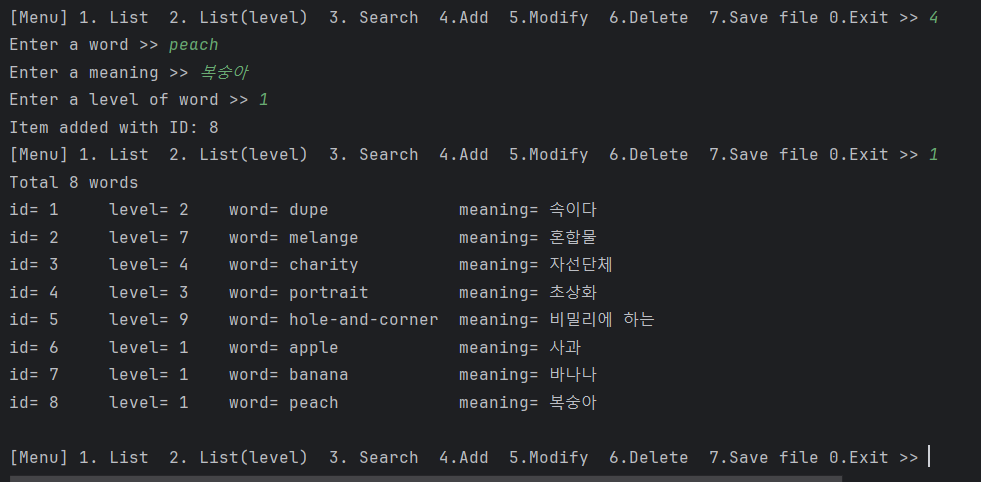 [Menu] 1. List  2. List(level)  3. Search  4.Add  5.Modify  6.Delete  7.Save file 0.Exit >> 4
Enter a word >> peach
Enter a meaning >> 복숭아
Enter a level of word >> 1
Item added with ID: 8
[Menu] 1. List  2. List(level)  3. Search  4.Add  5.Modify  6.Delete  7.Save file 0.Exit >> 1
Total 8 words
id= 1     level= 2    word= dupe             meaning= 속이다
id= 2     level= 7    word= melange          meaning= 혼합물
id= 3     level= 4    word= charity          meaning= 자선단체
id= 4     level= 3    word= portrait         meaning= 초상화
id= 5     level= 9    word= hole-and-corner  meaning= 비밀리에 하는
id= 6     level= 1    word= apple            meaning= 사과
id= 7     level= 1    word= banana           meaning= 바나나
id= 8     level= 1    word= peach            meaning= 복숭아
[Menu] 1. List  2. List(level)  3. Search  4.Add  5.Modify  6.Delete  7.Save file 0.Exit >>